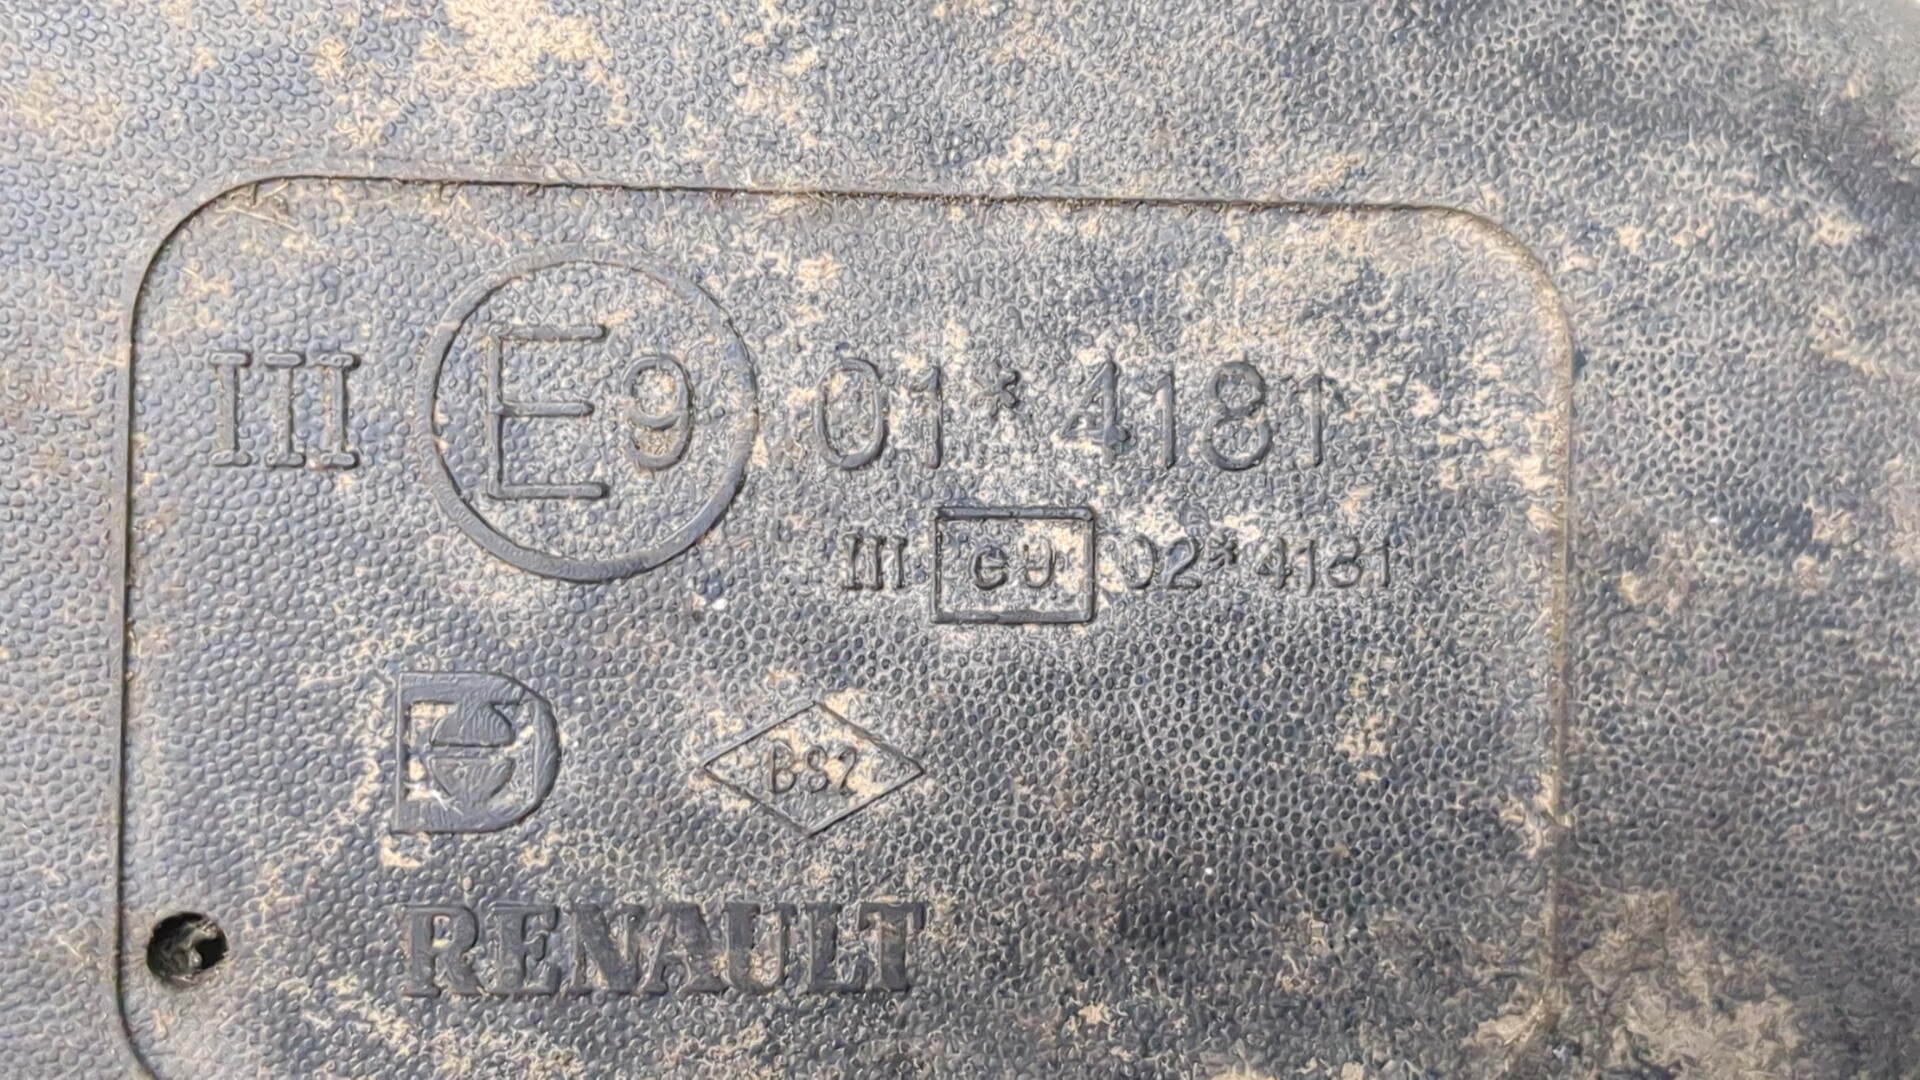 III E9 01*4181
III e9 02*4181
BS2
RENAULT